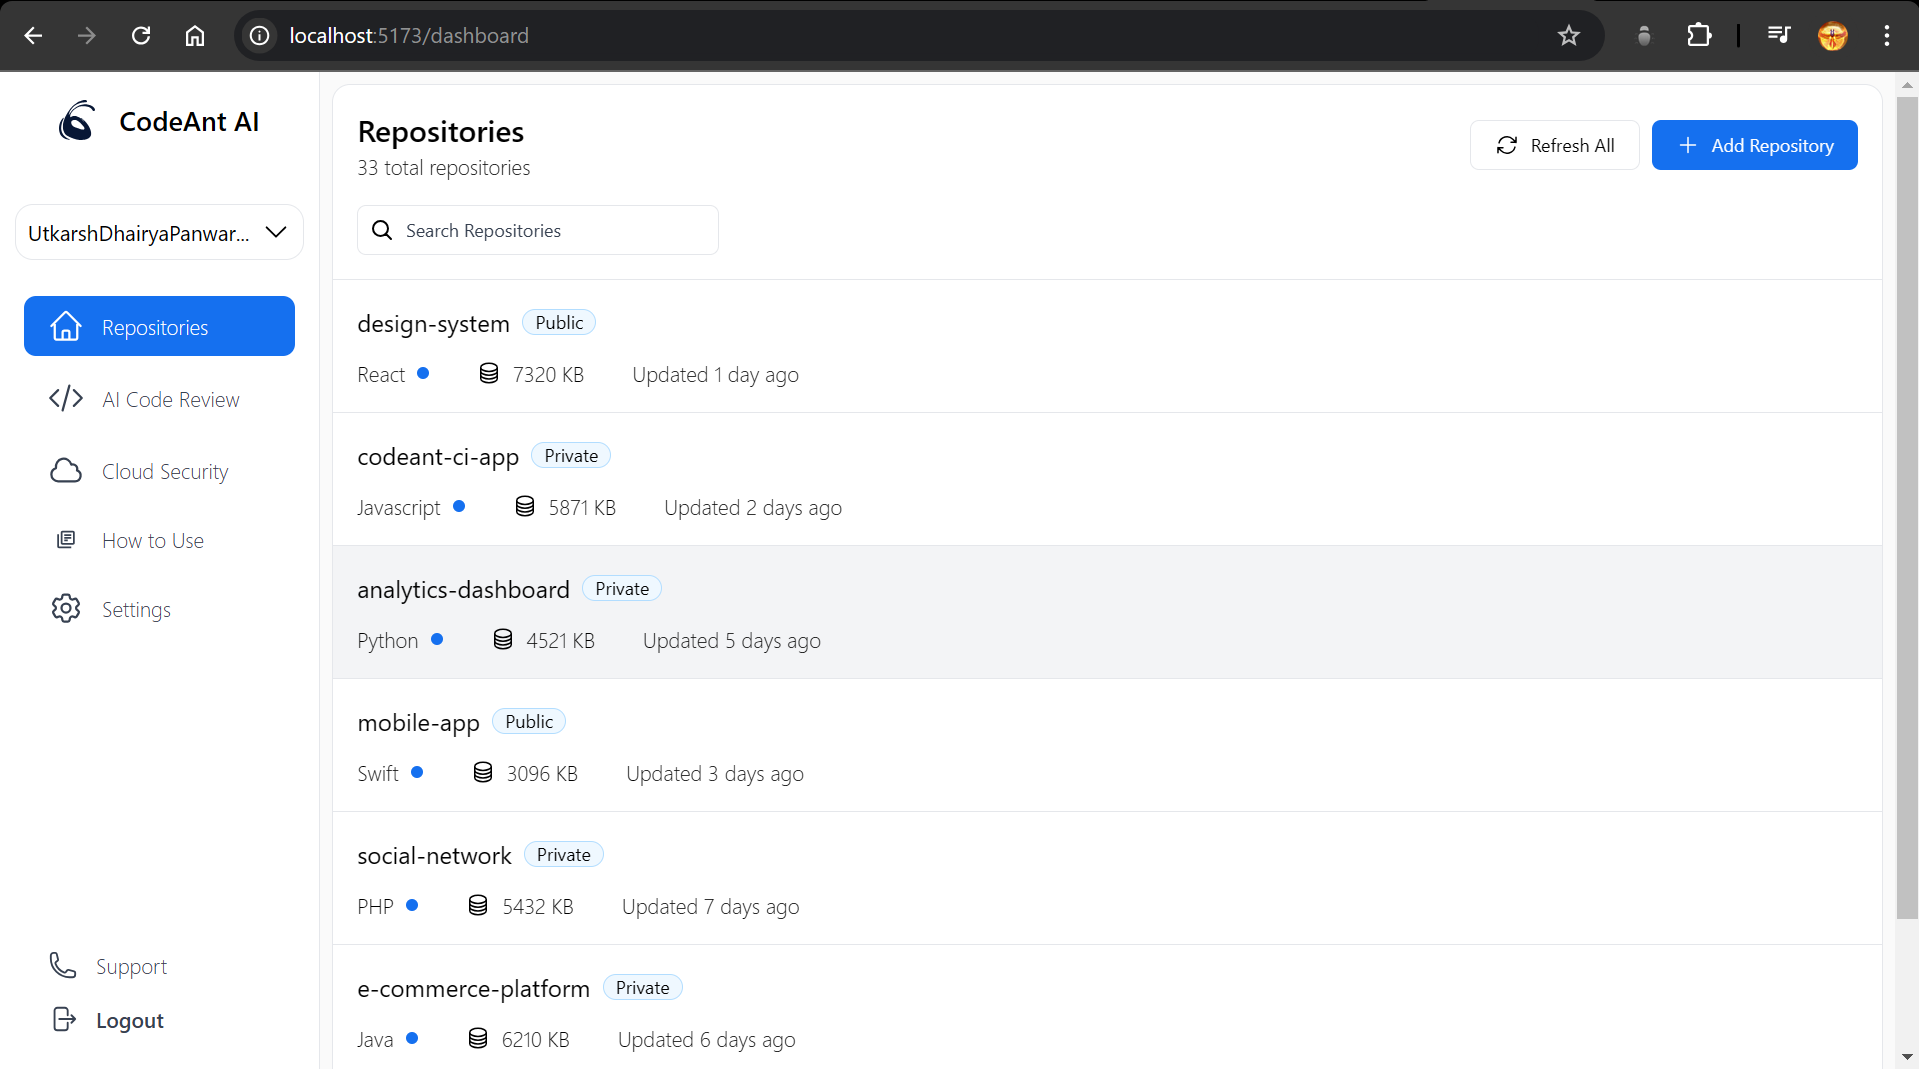 localhost:5173/dashboard
CodeAnt AI
UtkarshDhairyaPanwar...
Repositories
AI Code Review
Cloud Security
How to Use
Settings
Support
Logout
Repositories
33 total repositories
Refresh All
Add Repository
Search Repositories
design-system Public
React 7320 KB Updated 1 day ago
codeant-ci-app Private
Javascript 5871 KB Updated 2 days ago
analytics-dashboard Private
Python 4521 KB Updated 5 days ago
mobile-app Public
Swift 3096 KB Updated 3 days ago
social-network Private
PHP 5432 KB Updated 7 days ago
e-commerce-platform Private
Java 6210 KB Updated 6 days ago